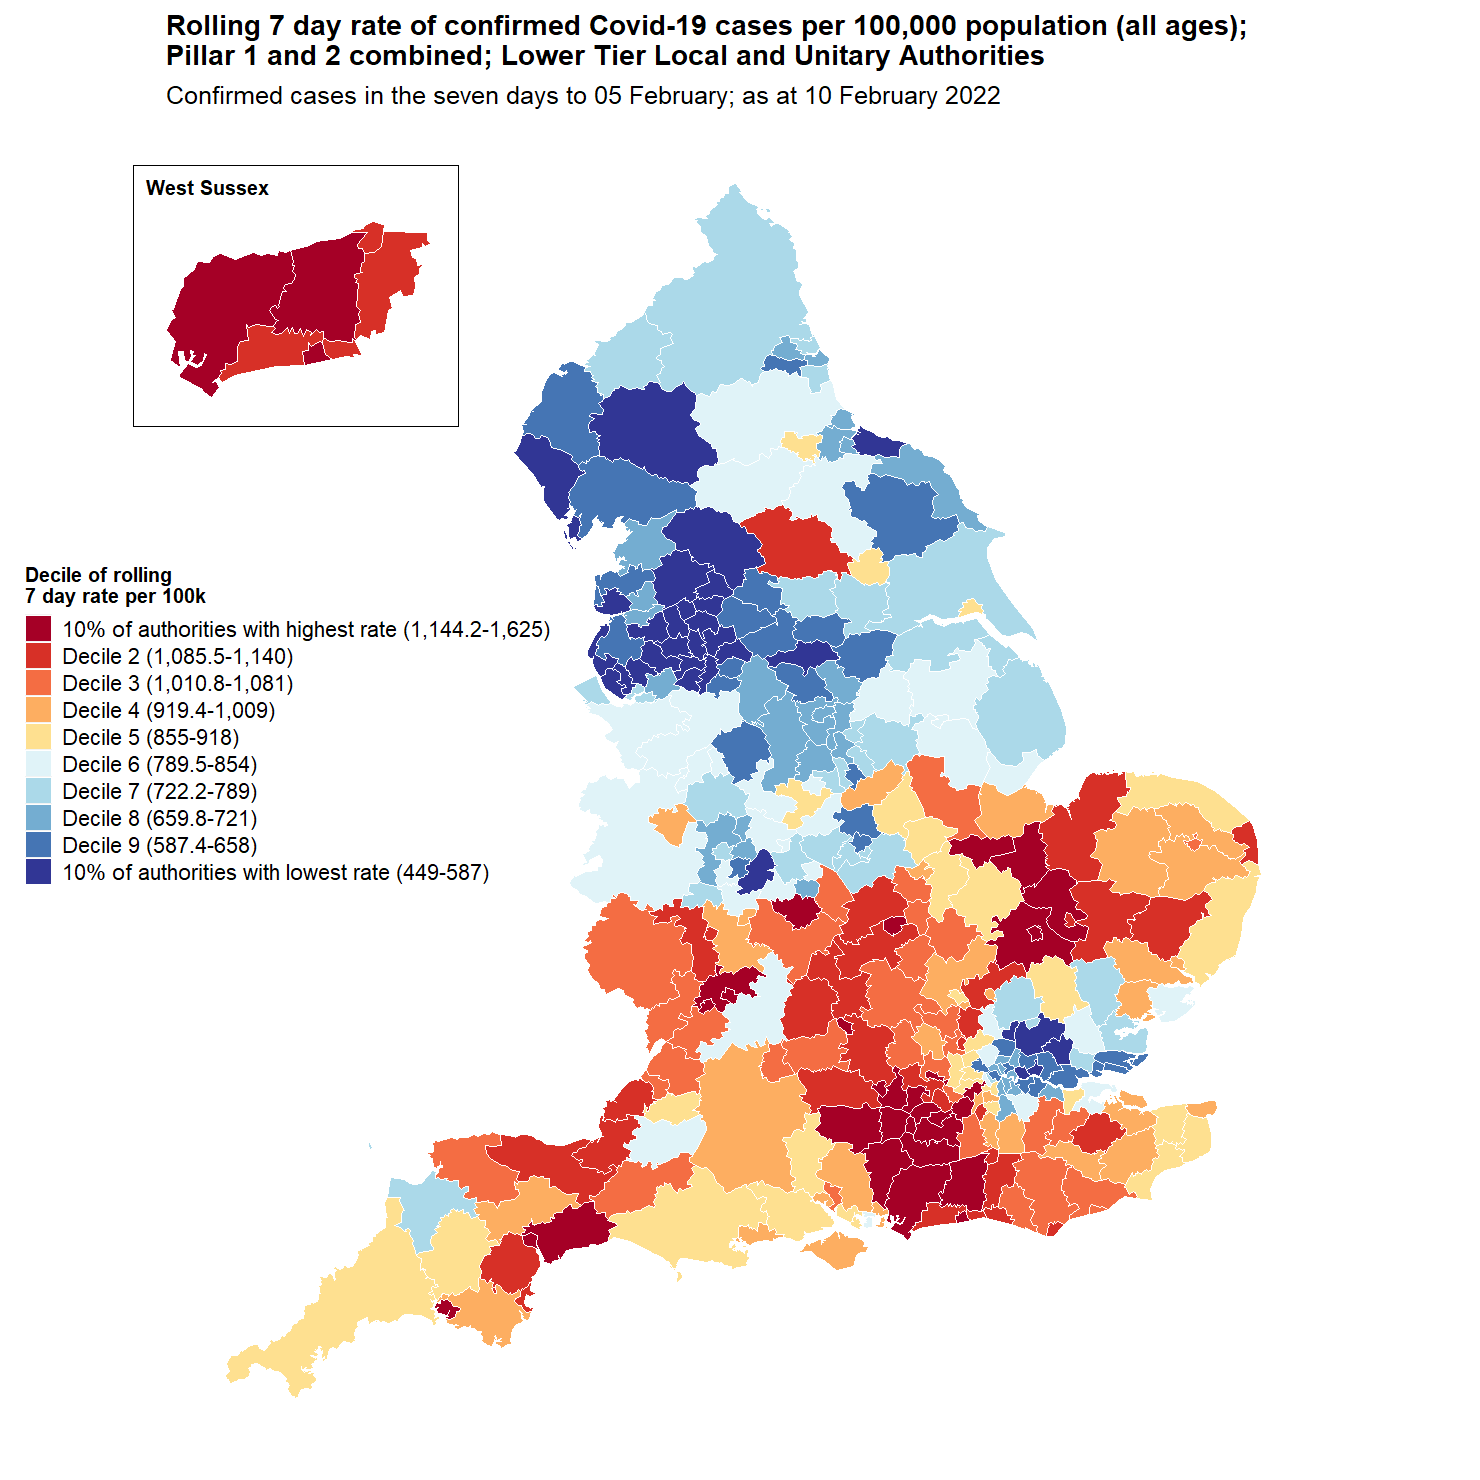 Rolling 7 day rate of confirmed Covid-19 cases per 100,000 population (all ages);
Pillar 1 and 2 combined; Lower Tier Local and Unitary Authorities
Confirmed cases in the seven days to 05 February; as at 10 February 2022
West Sussex
Decile of rolling
7 day rate per 100k
10% of authorities with highest rate (1,144.2-1,625)
Decile 2 (1,085.5-1,140)
Decile 3 (1,010.8-1,081)
Decile 4 (919.4-1,009)
Decile 5 (855-918)
Decile 6 (789.5-854)
Decile 7 (722.2-789)
Decile 8 (659.8-721)
Decile 9 (587.4-658)
10% of authorities with lowest rate (449-587)